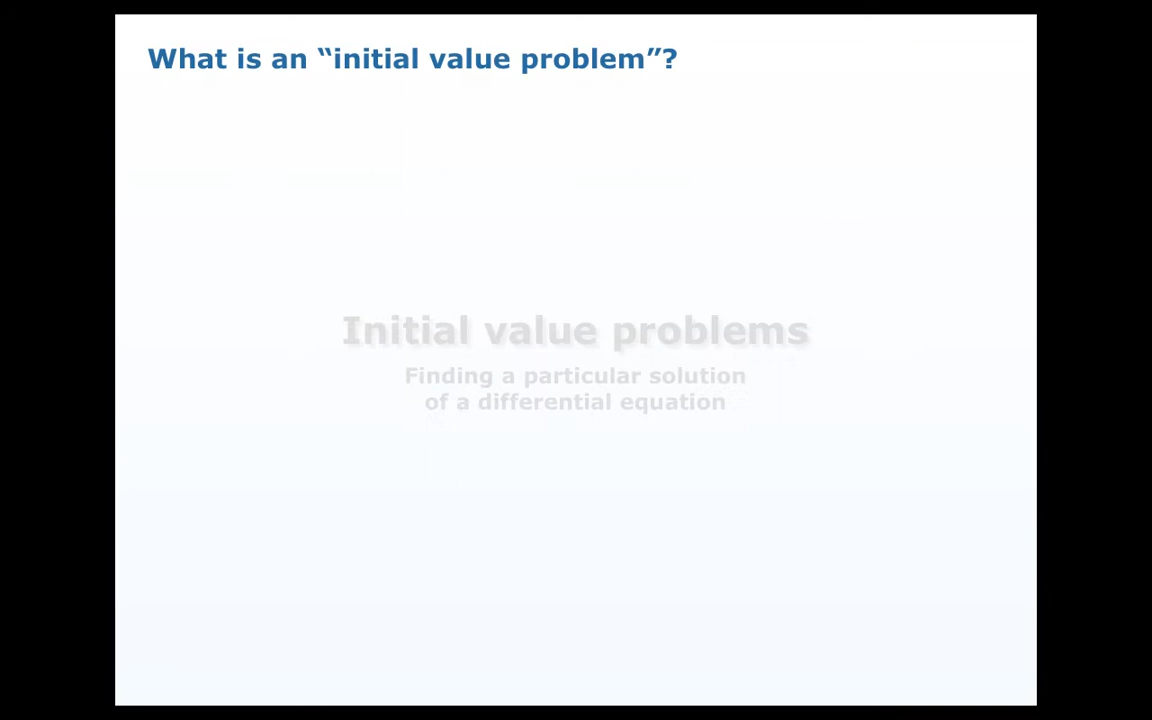 What is an “initial value problem”?
Initial value problems
Finding a particular solution
of a differential equation